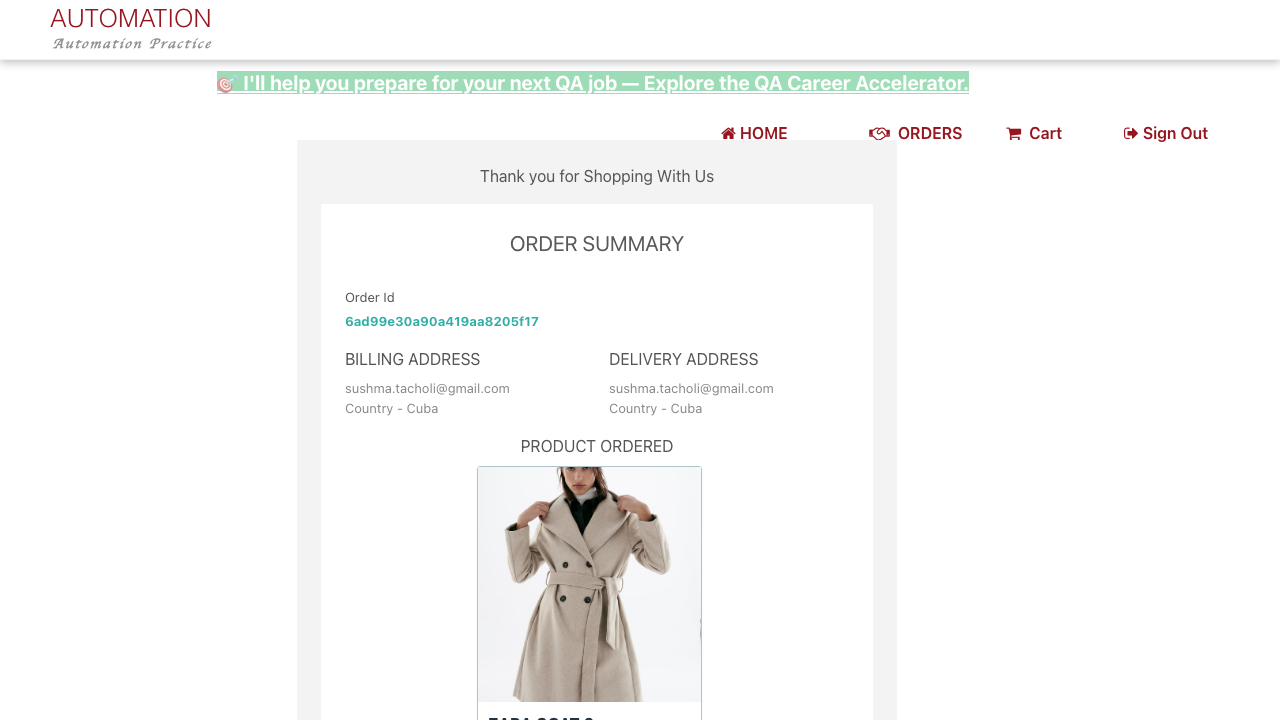 AUTOMATION
Automation Practice
🎯 I'll help you prepare for your next QA job — Explore the QA Career Accelerator.
HOME ORDERS Cart Sign Out
Thank you for Shopping With Us
ORDER SUMMARY
Order Id
6ad99e30a90a419aa8205f17
BILLING ADDRESS DELIVERY ADDRESS
sushma.tacholi@gmail.com sushma.tacholi@gmail.com
Country - Cuba Country - Cuba
PRODUCT ORDERED